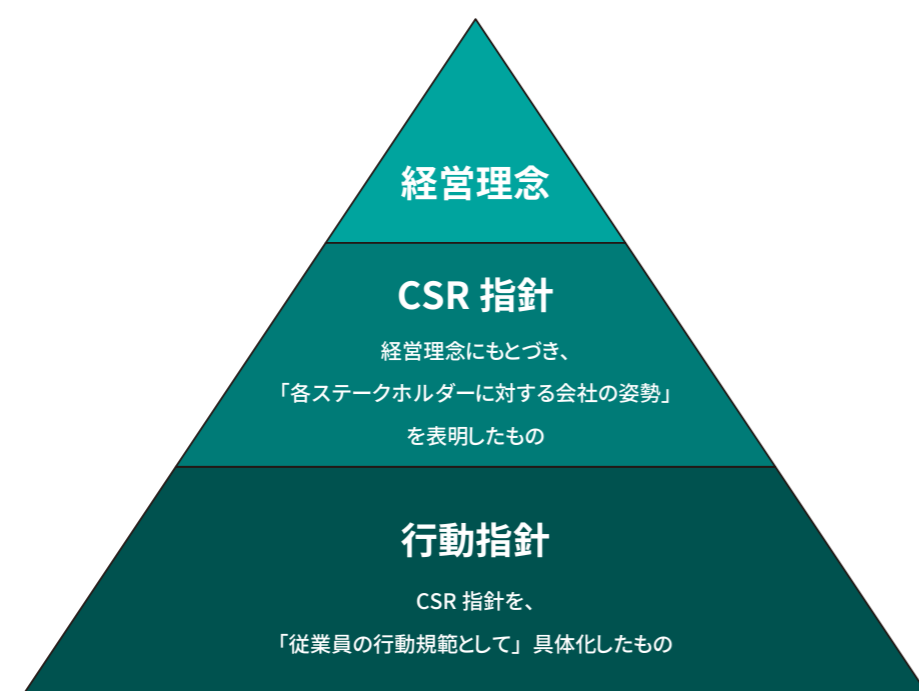 経営理念
CSR 指針
経営理念にもとづき、
「各ステークホルダーに対する会社の姿勢」
を表明したもの
行動指針
CSR 指針を、
「従業員の行動規範として」具体化したもの